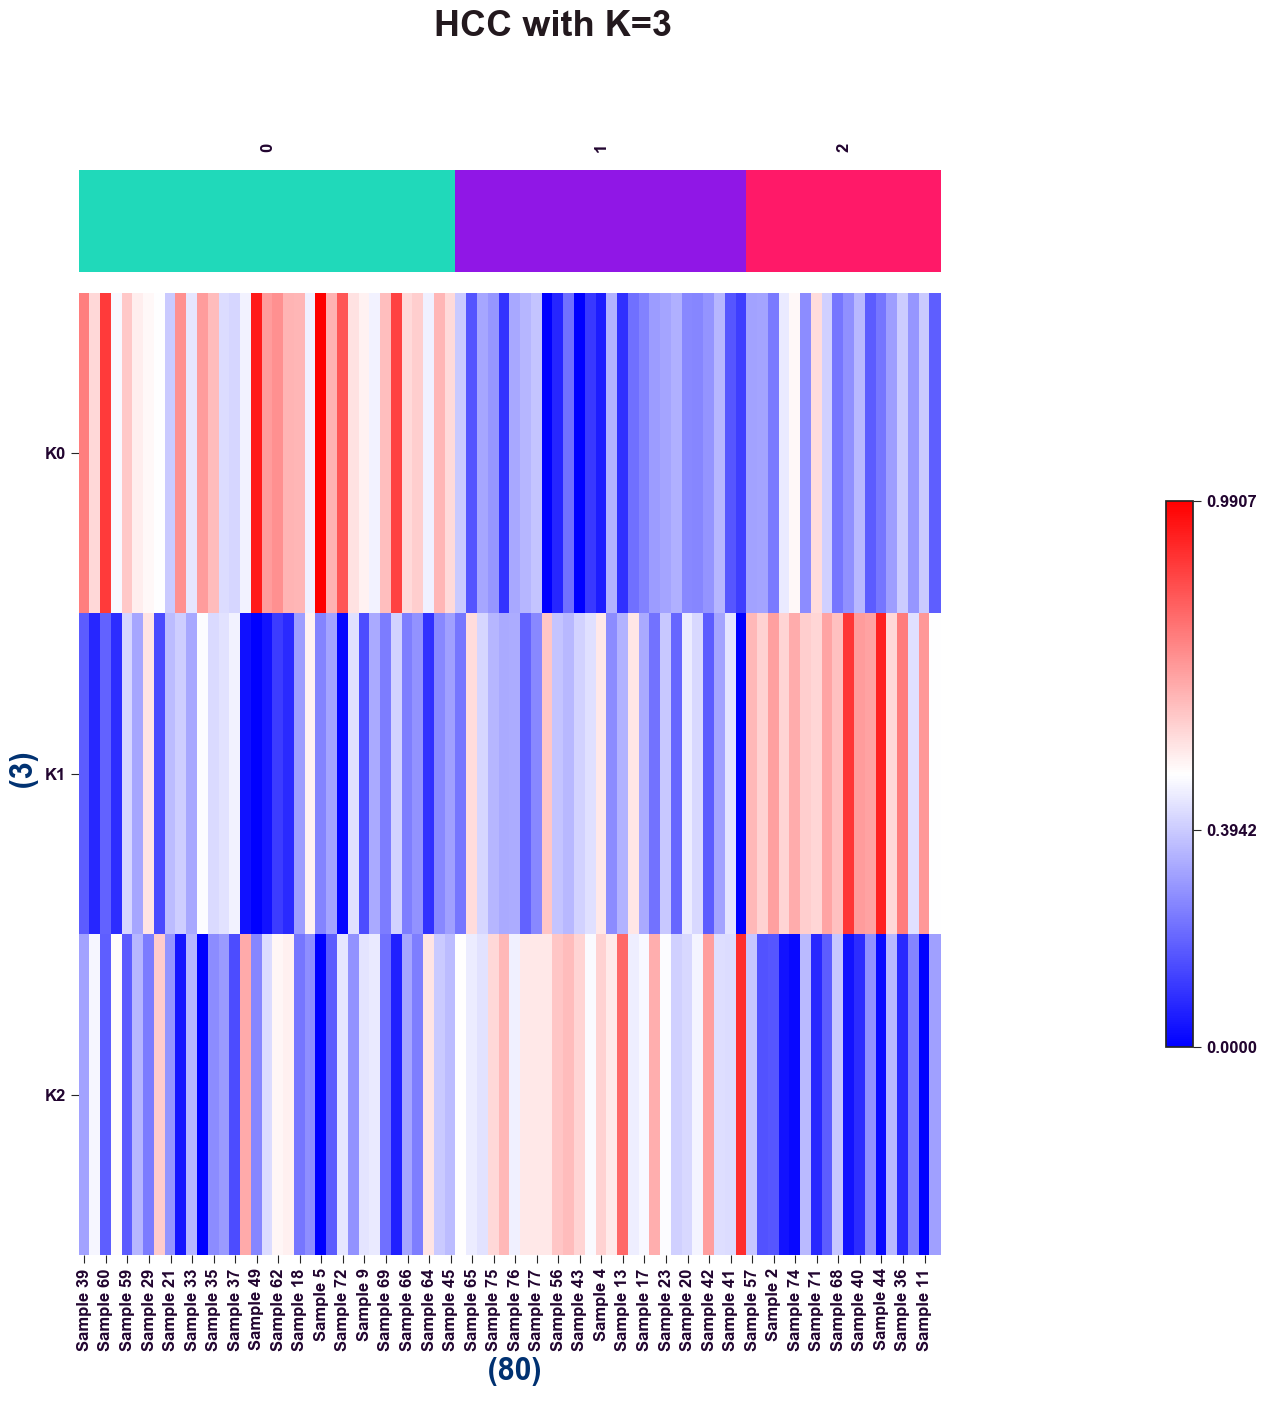 HCC with K=3
0
1
2
K0
K1
K2
(3)
0.9907
0.3942
0.0000
Sample 39
Sample 60
Sample 59
Sample 29
Sample 21
Sample 33
Sample 35
Sample 37
Sample 49
Sample 62
Sample 18
Sample 5
Sample 72
Sample 9
Sample 69
Sample 66
Sample 64
Sample 45
Sample 65
Sample 75
Sample 76
Sample 77
Sample 56
Sample 43
Sample 4
Sample 13
Sample 17
Sample 23
Sample 20
Sample 42
Sample 41
Sample 57
Sample 2
Sample 74
Sample 71
Sample 68
Sample 40
Sample 44
Sample 36
Sample 11
(80)